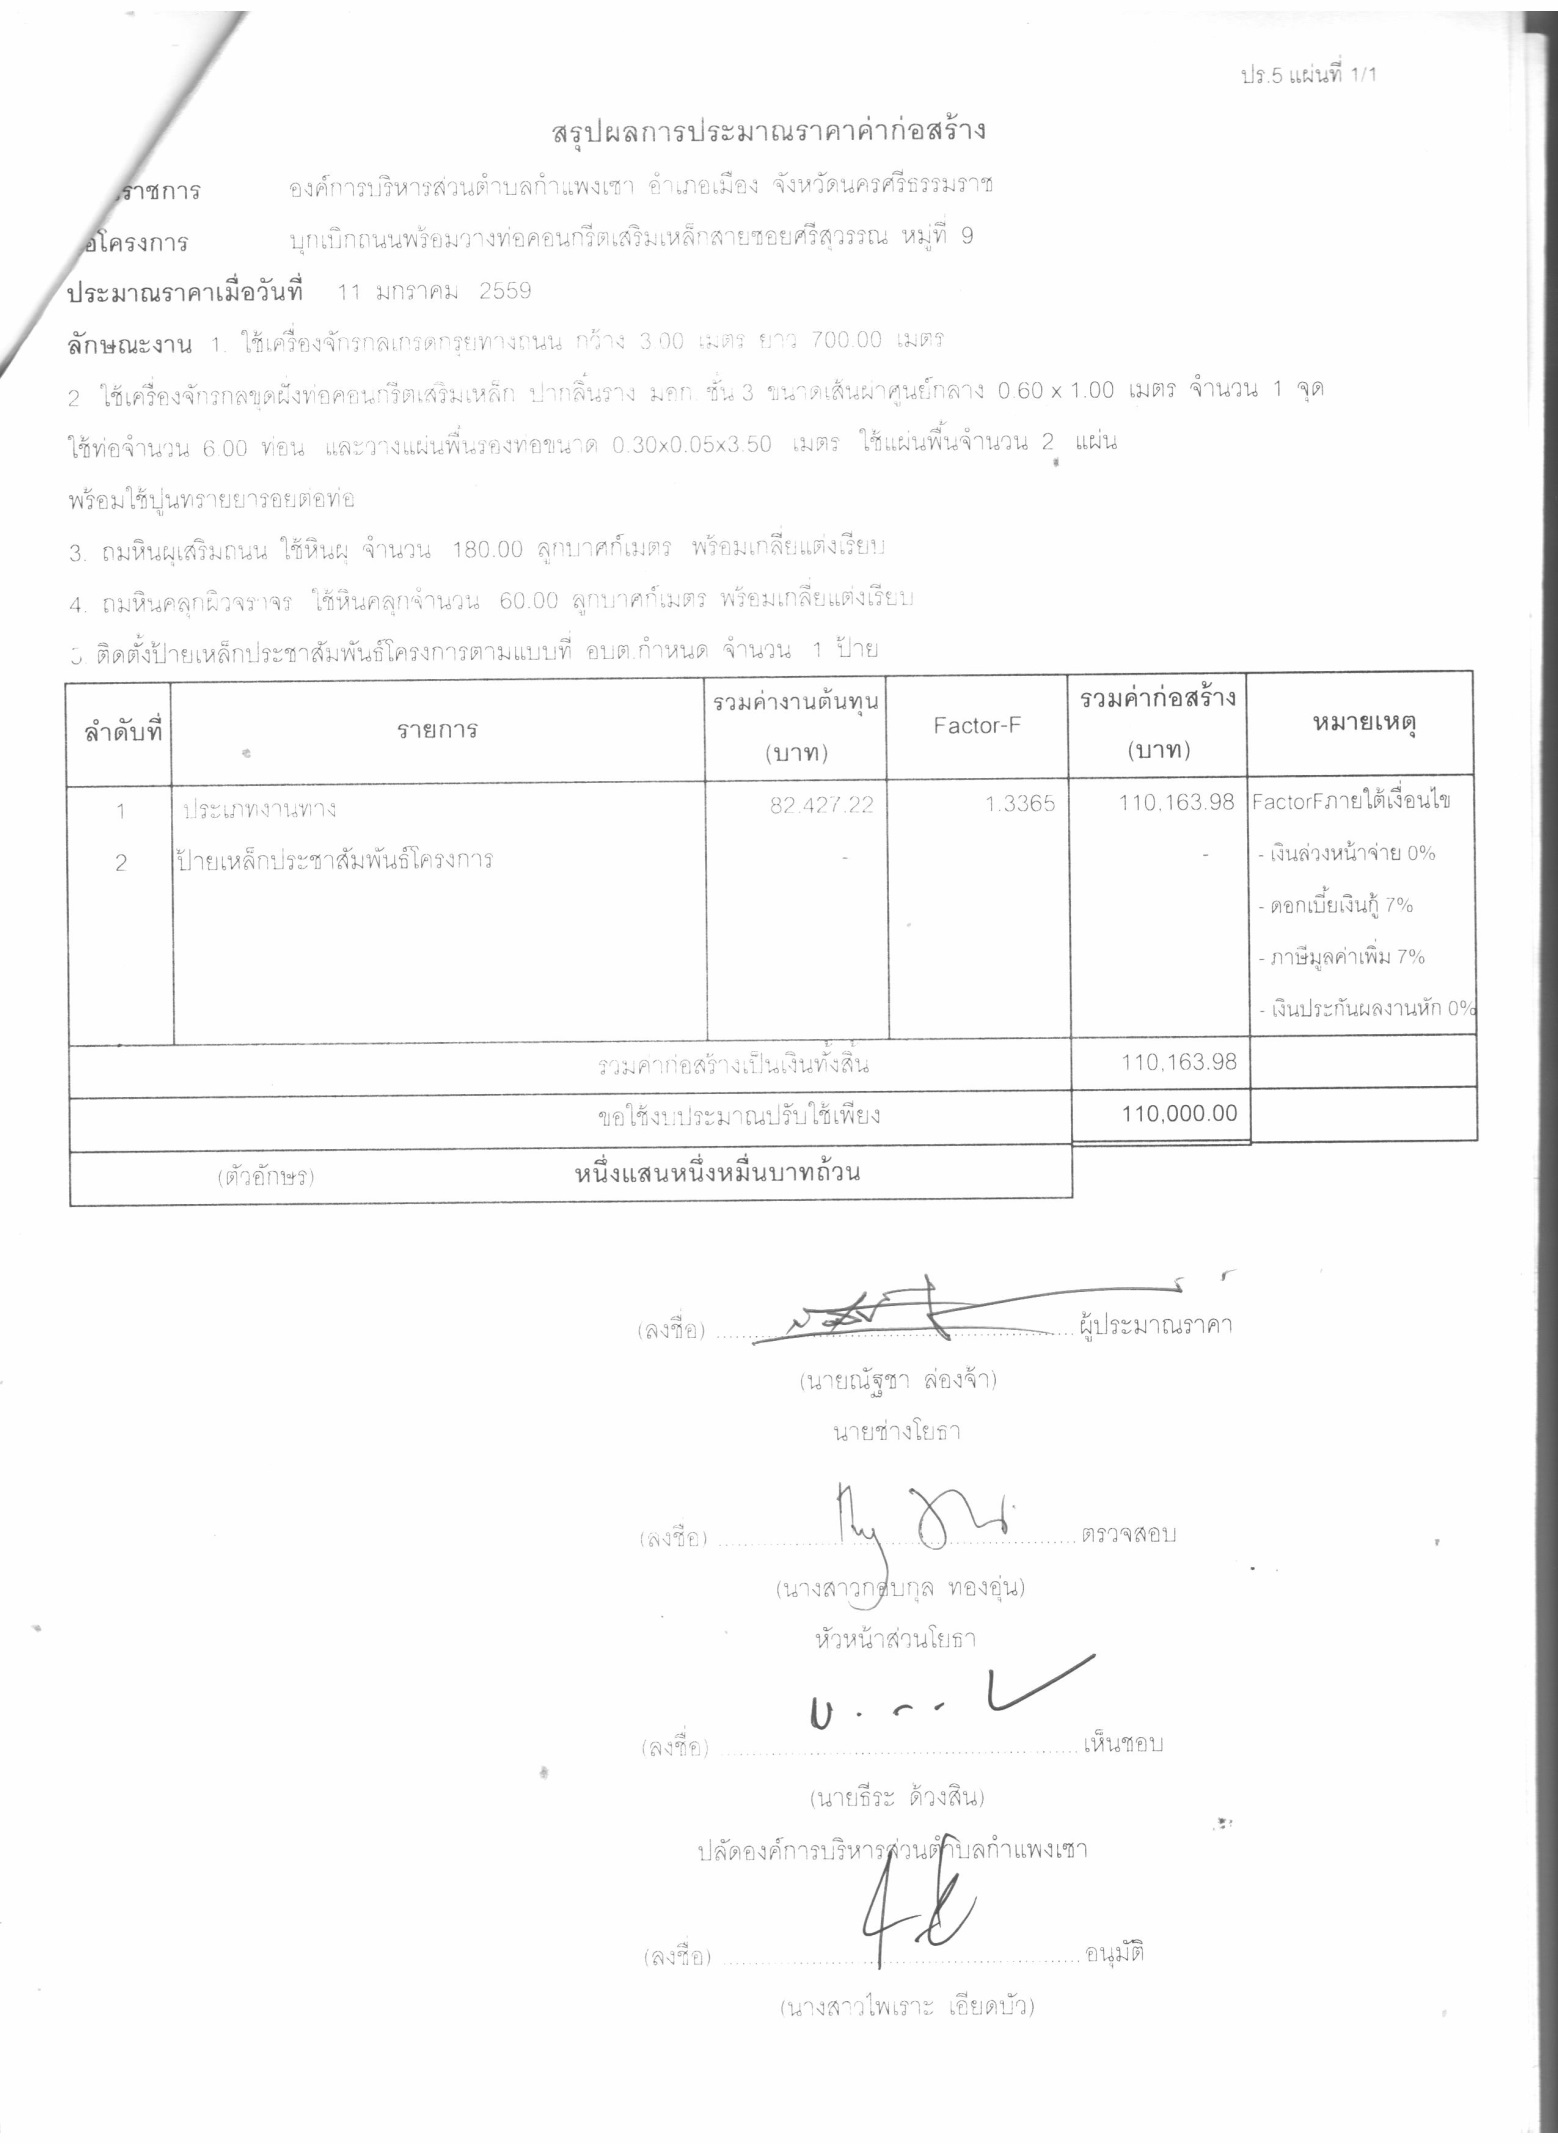 ปร.5 แผ่นที่ 1/1
สรุปผลการประมาณราคาค่าก่อสร้าง
ราชการ องค์การบริหารส่วนตำบลกำแพงเซา อำเภอเมือง จังหวัดนครศรีธรรมราช
โครงการ บุกเบิกถนนพร้อมวางท่อคอนกรีตเสริมเหล็กสายซอยศรีสุวรรณ หมู่ที่ 9
ประมาณราคาเมื่อวันที่ 11 มกราคม 2559
ลักษณะงาน 1. ใช้เครื่องจักรกลเกรดกรุยทางถนน กว้าง 3.00 เมตร ยาว 700.00 เมตร
2 ใช้เครื่องจักรกลขุดฝังท่อคอนกรีตเสริมเหล็ก ปากลิ้นราง มอก. ชั้น 3 ขนาดเส้นผ่าศูนย์กลาง 0.60 x 1.00 เมตร จำนวน 1 จุด
ใช้ท่อจำนวน 6.00 ท่อน และวางแผ่นพื้นรองท่อขนาด 0.30x0.05x3.50 เมตร ใช้แผ่นพื้นจำนวน 2 แผ่น
พร้อมใช้ปูนทรายยารอยต่อท่อ
3. ถมหินผุเสริมถนน ใช้หินผุ จำนวน 180.00 ลูกบาศก์เมตร พร้อมเกลี่ยแต่งเรียบ
4. ถมหินคลุกผิวจราจร ใช้หินคลุกจำนวน 60.00 ลูกบาศก์เมตร พร้อมเกลี่ยแต่งเรียบ
5. ติดตั้งป้ายเหล็กประชาสัมพันธ์โครงการตามแบบที่ อบต.กำหนด จำนวน 1 ป้าย
ลำดับที่ รายการ รวมค่างานต้นทุน (บาท) Factor-F รวมค่าก่อสร้าง (บาท) หมายเหตุ
1 ประเภทงานทาง 82,427.22 1.3365 110,163.98 FactorFภายใต้เงื่อนไข
2 ป้ายเหล็กประชาสัมพันธ์โครงการ - - - เงินล่วงหน้าจ่าย 0%
- ดอกเบี้ยเงินกู้ 7%
- ภาษีมูลค่าเพิ่ม 7%
- เงินประกันผลงานหัก 0%
รวมค่าก่อสร้างเป็นเงินทั้งสิ้น 110,163.98
ขอใช้งบประมาณปรับใช้เพียง 110,000.00
(ตัวอักษร) หนึ่งแสนหนึ่งหมื่นบาทถ้วน
(ลงชื่อ) ผู้ประมาณราคา
(นายณัฐชา ล่องจ้า)
นายช่างโยธา
(ลงชื่อ) ตรวจสอบ
(นางสาวกอบกุล ทองอุ่น)
หัวหน้าส่วนโยธา
(ลงชื่อ) เห็นชอบ
(นายธีระ ด้วงสิน)
ปลัดองค์การบริหารส่วนตำบลกำแพงเซา
(ลงชื่อ) อนุมัติ
(นางสาวไพเราะ เอียดบัว)